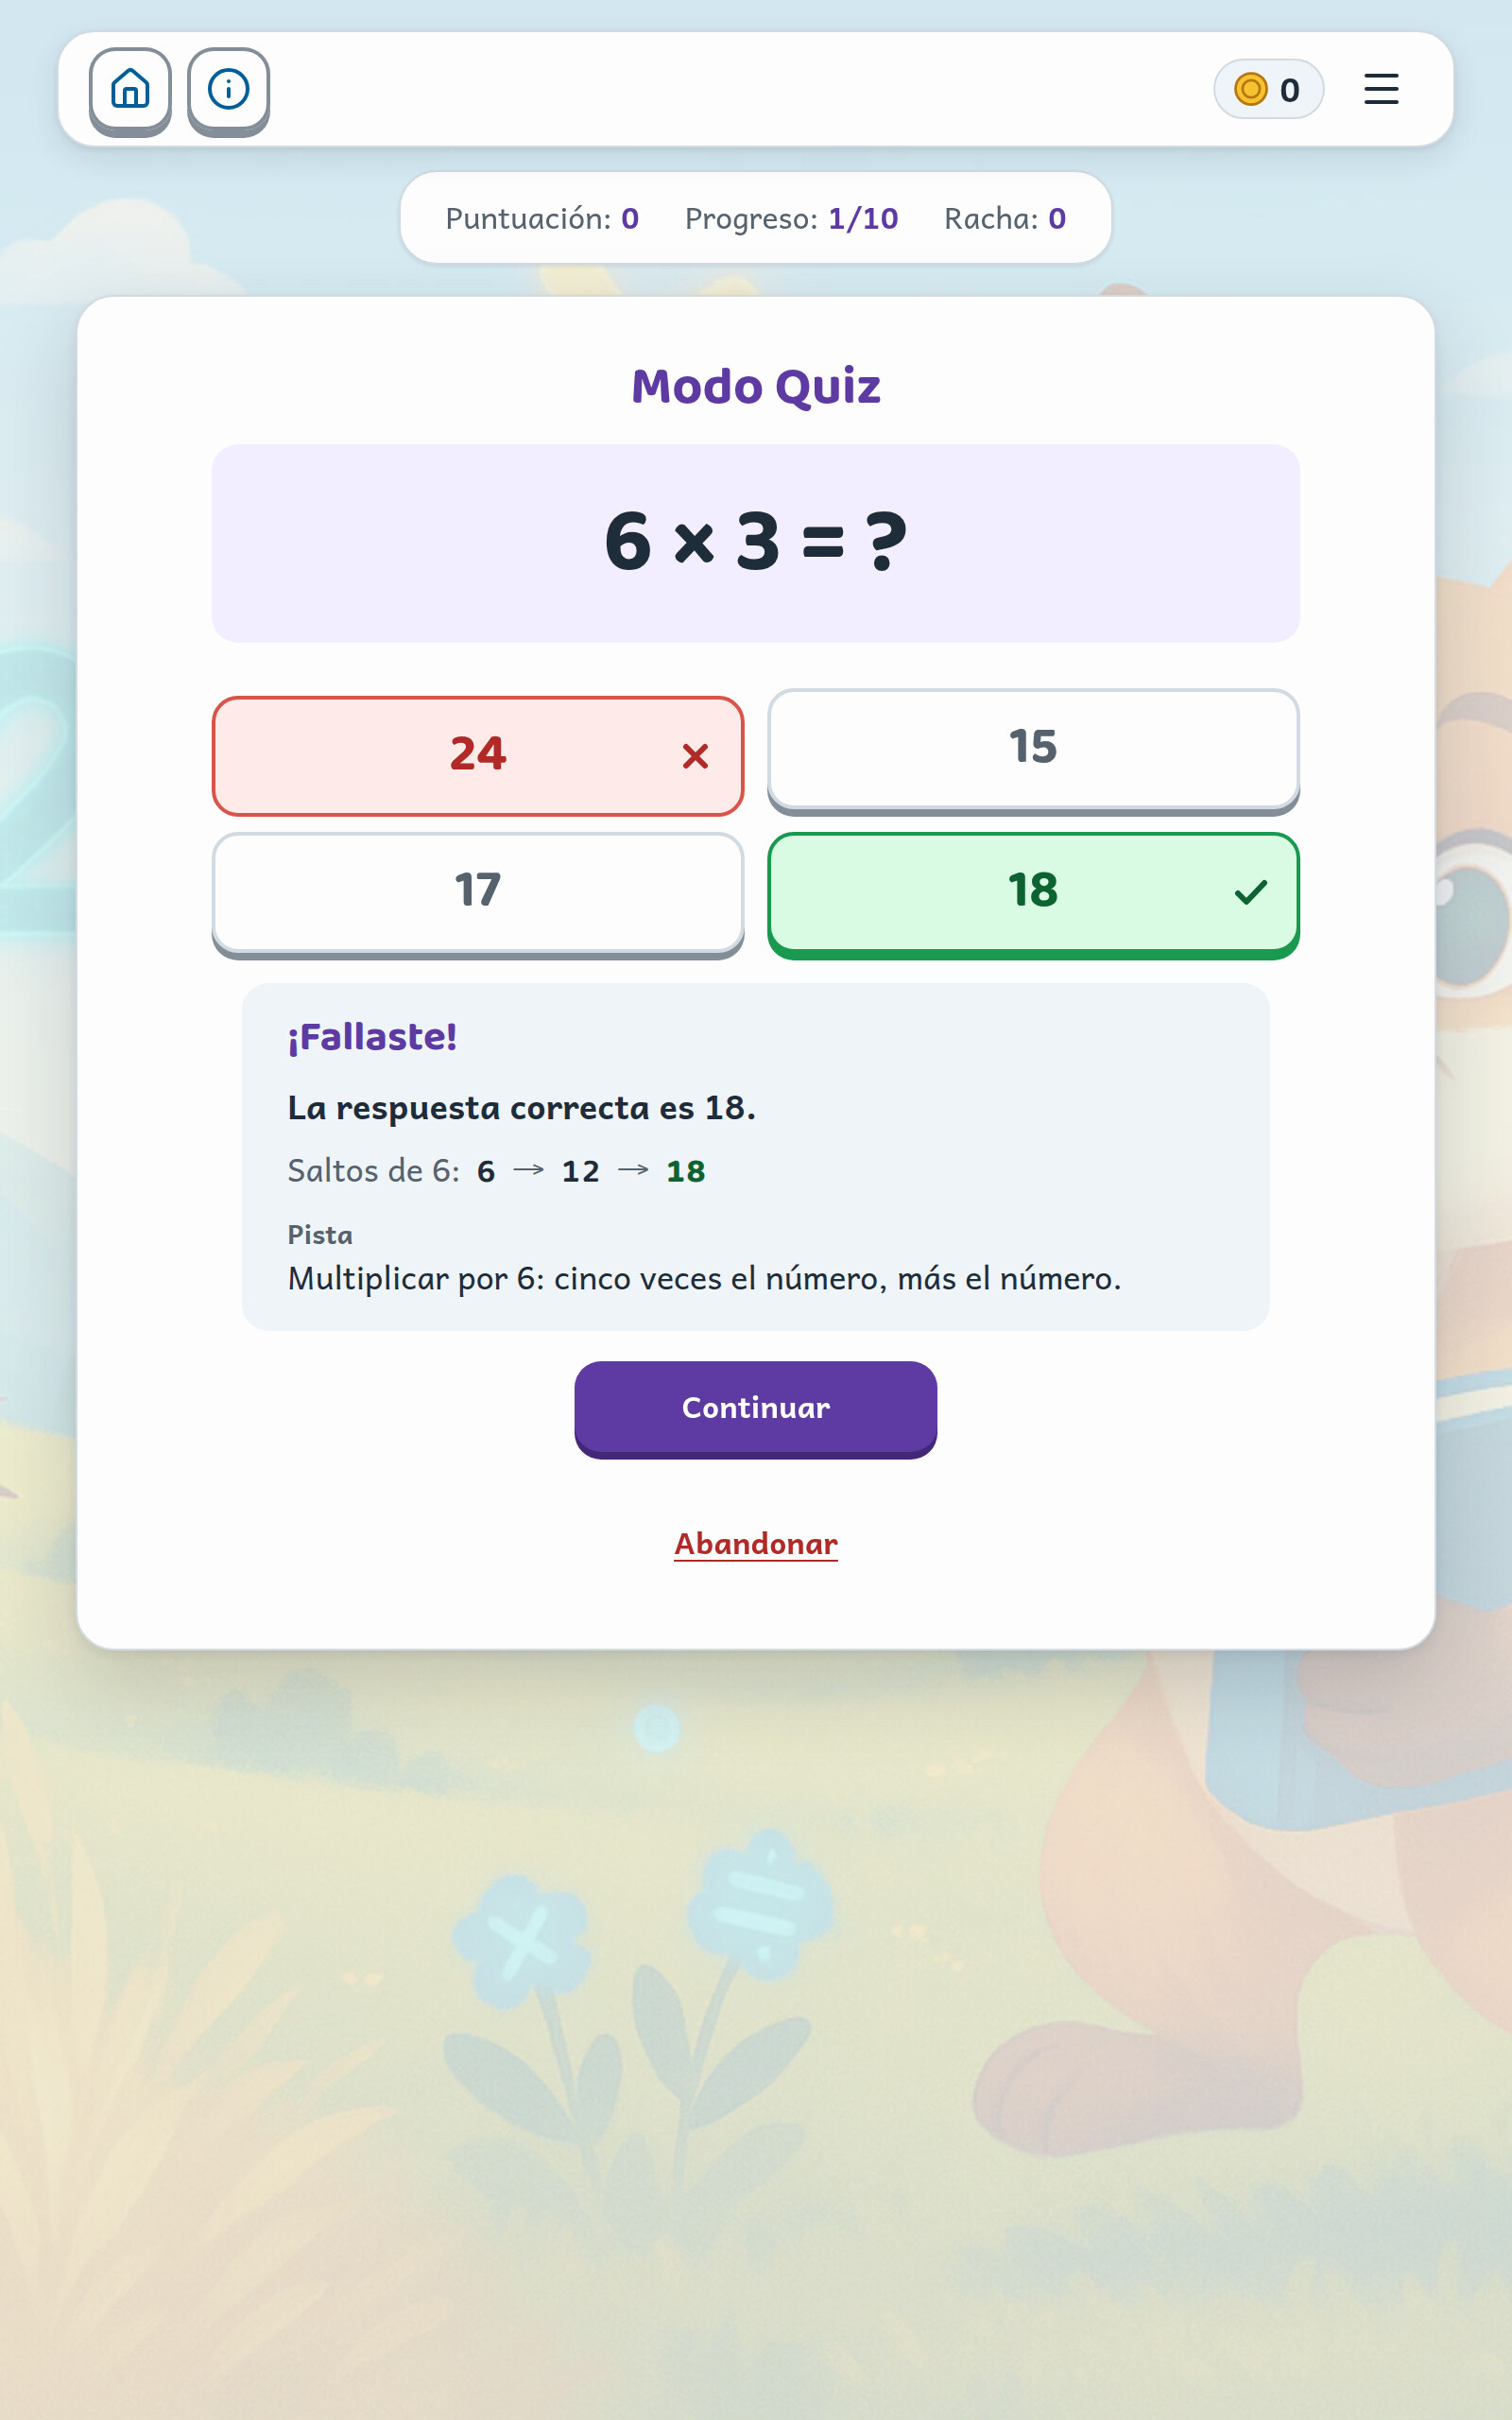 0
Puntuación: 0 Progreso: 1/10 Racha: 0
Modo Quiz
6 × 3 = ?
24
15
17
18
¡Fallaste!
La respuesta correcta es 18.
Saltos de 6: 6 → 12 → 18
Pista
Multiplicar por 6: cinco veces el número, más el número.
Continuar
Abandonar
2